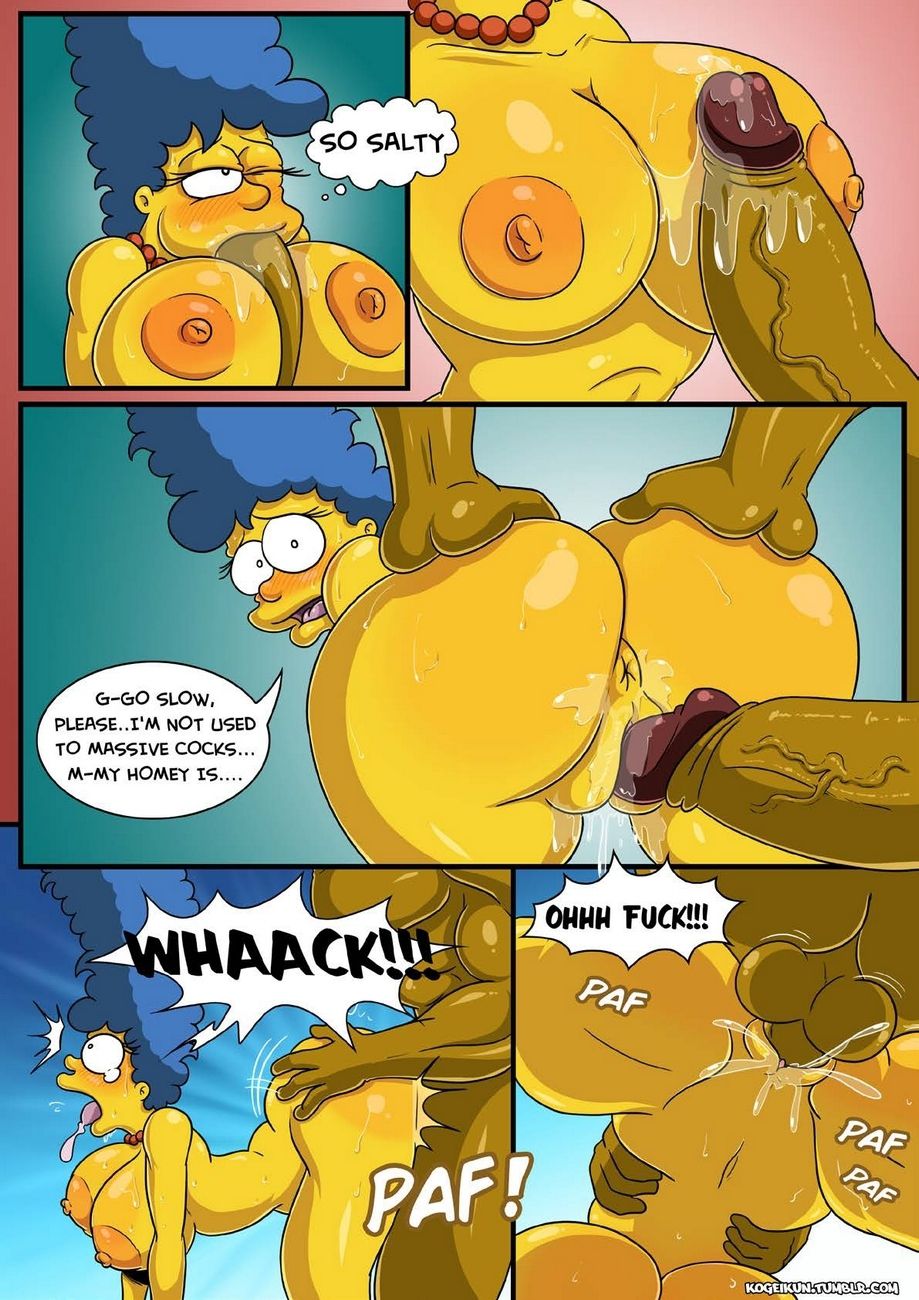 SO SALTY
G-GO SLOW,
PLEASE..I'M NOT USED
TO MASSIVE COCKS...
M-MY HOMEY IS....
WHAACK!!!
PAF!
OHHH FUCK!!!
PAF
PAF
PAF
KOGEIKUN.TUMBLR.COM